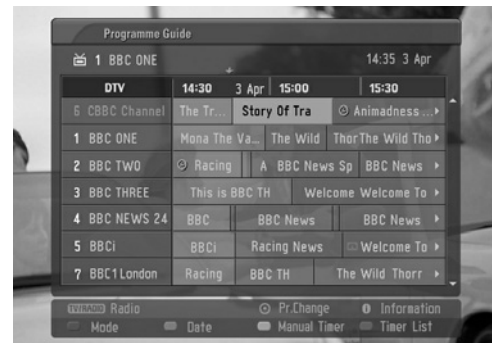 Programme Guide
1 BBC ONE 14:35 3 Apr
DTV 14:30 3 Apr 15:00 15:30
6 CBBC Channel The Tr... Story Of Tra Animadness ...
1 BBC ONE Mona The Va... The Wild Thor The Wild Tho
2 BBC TWO Racing A BBC News Sp BBC News
3 BBC THREE This is BBC TH Welcome Welcome To
4 BBC NEWS 24 BBC BBC News BBC News
5 BBCi BBCi Racing News Welcome To
7 BBC1 London Racing BBC TH The Wild Thorr
TV/RADIO Radio Pr.Change Information
Mode Date Manual Timer Timer List